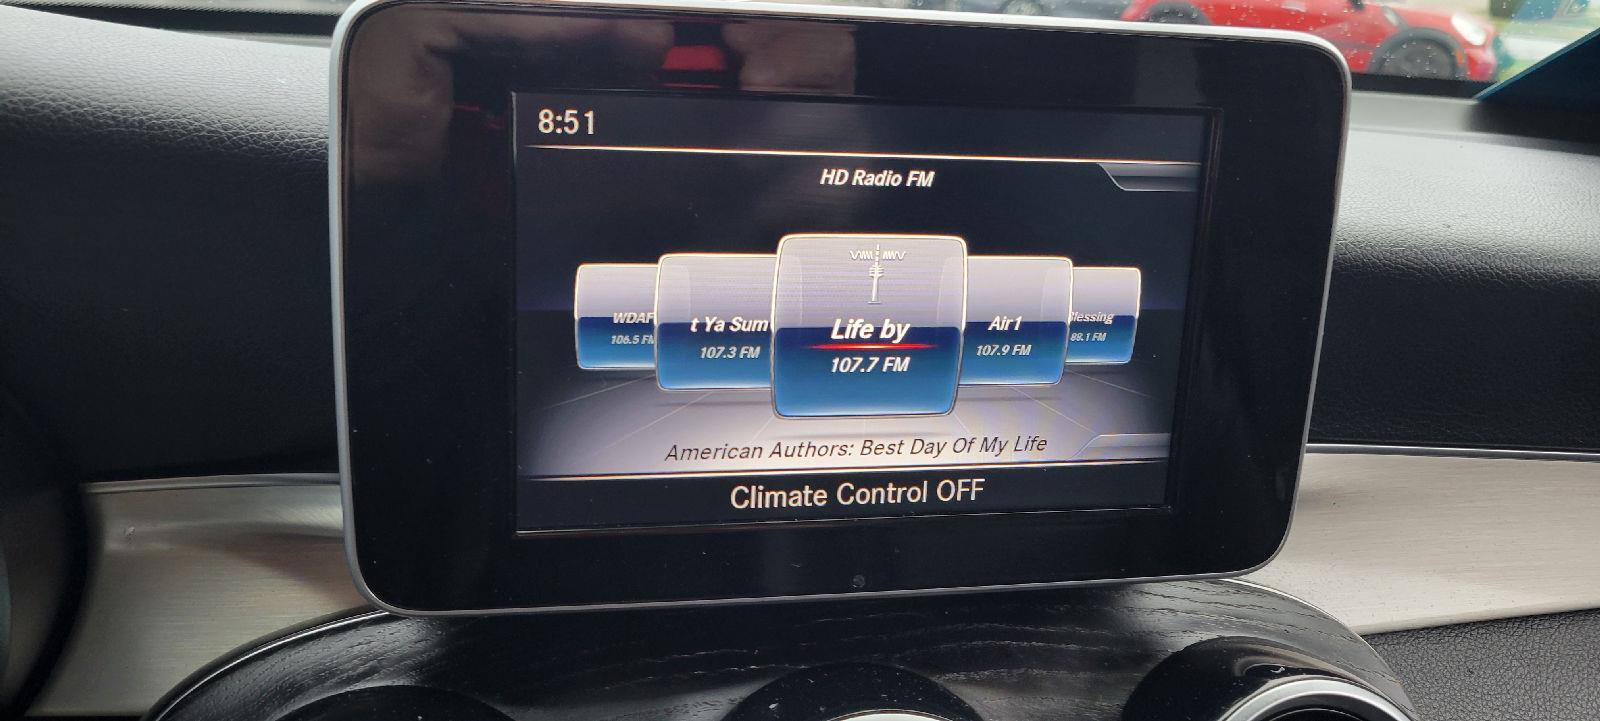 8:51
HD Radio FM
WDAF
106.5 FM
t Ya Sum
107.3 FM
Life by
107.7 FM
Air1
107.9 FM
lessing
88.1 FM
American Authors: Best Day Of My Life
Climate Control OFF